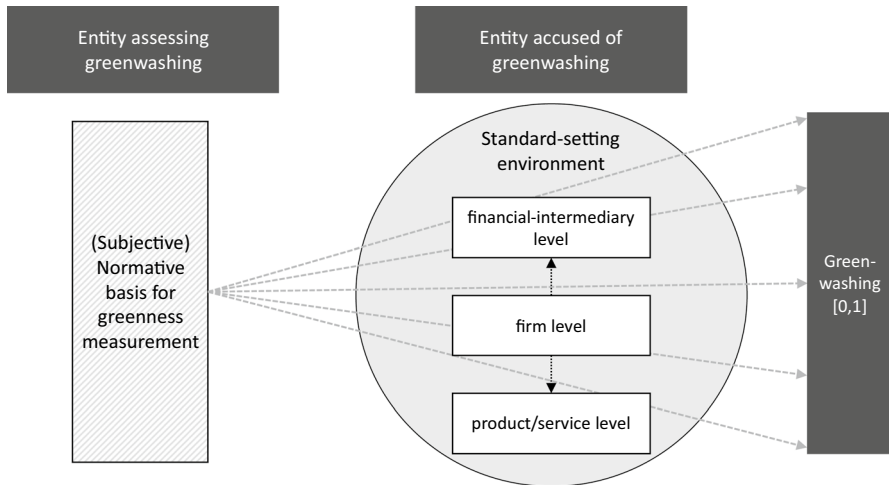 Entity assessing
greenwashing
Entity accused of
greenwashing
(Subjective)
Normative
basis for
greenness
measurement
Standard-setting
environment
financial-intermediary
level
firm level
product/service level
Green-
washing
[0,1]